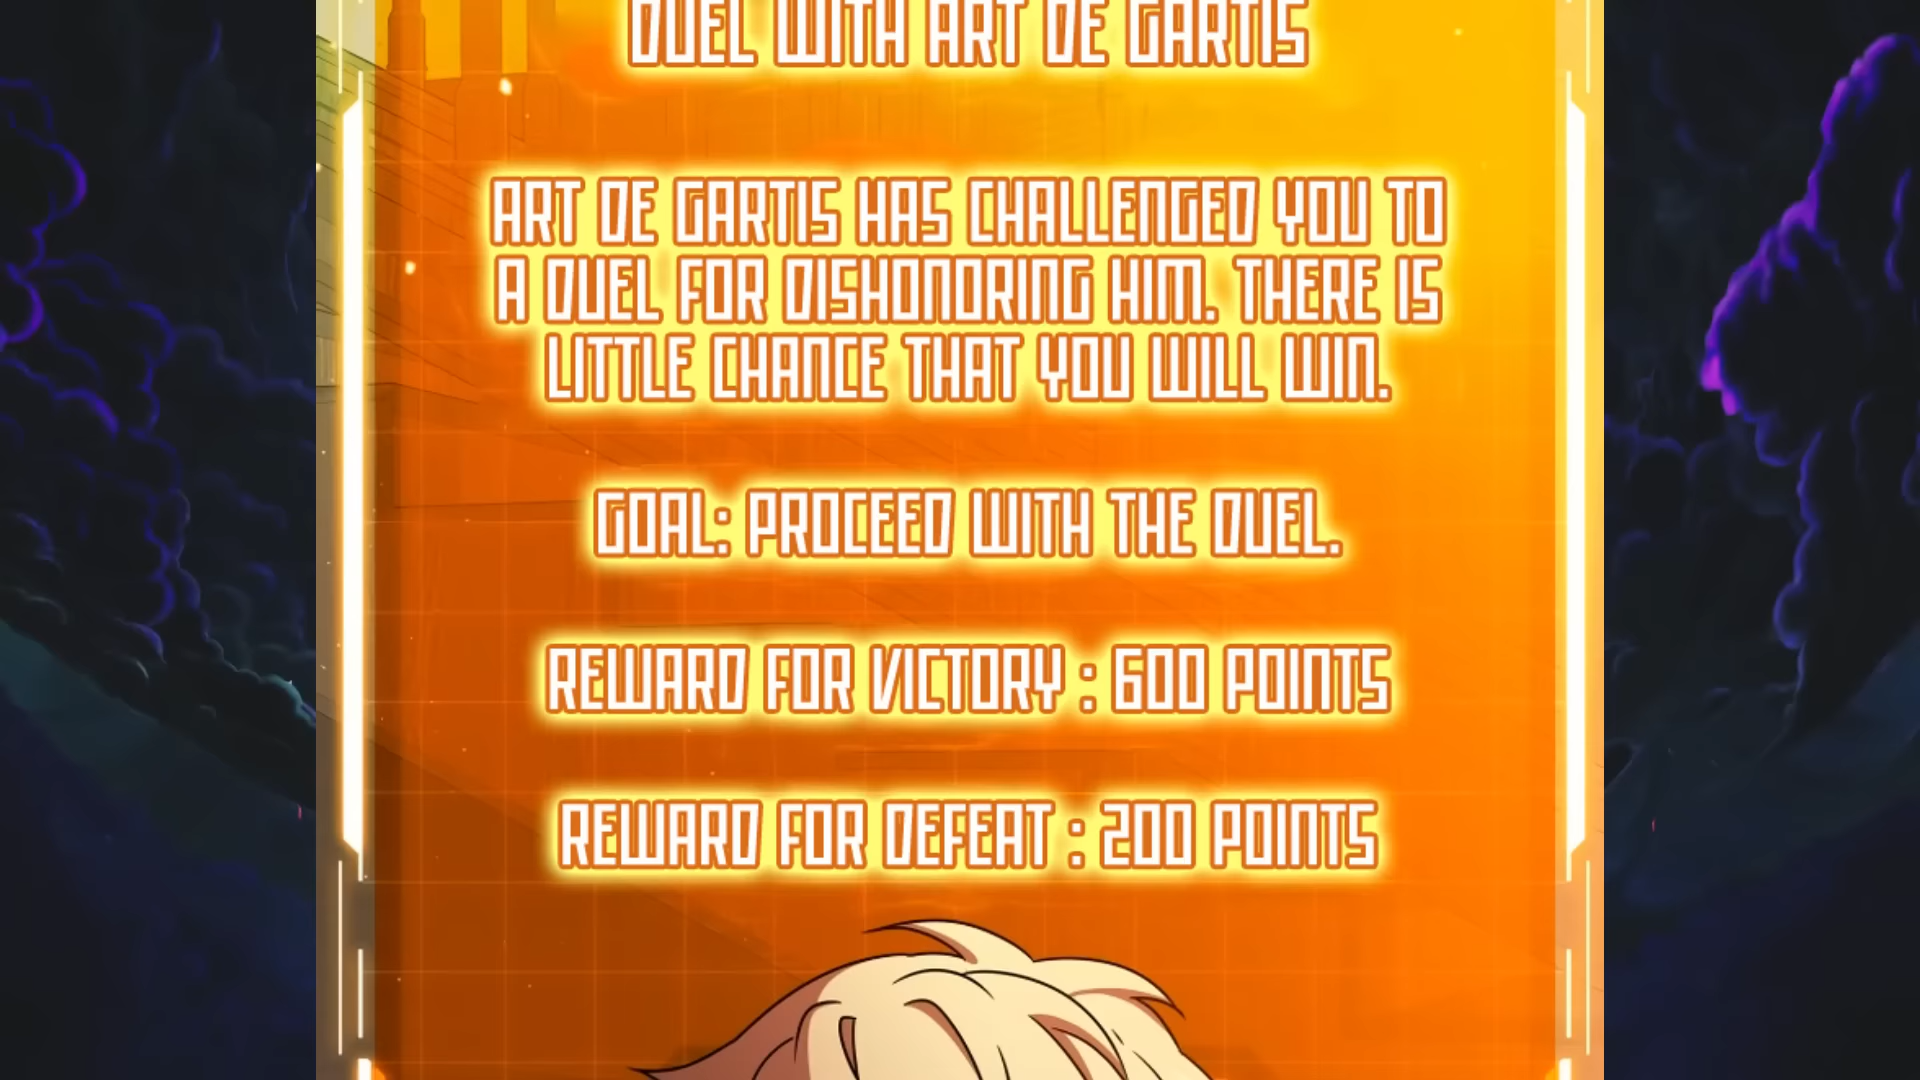 DUEL WITH ART DE GARTIS
ART DE GARTIS HAS CHALLENGED YOU TO
A DUEL FOR DISHONORING HIM. THERE IS
LITTLE CHANCE THAT YOU WILL WIN.
GOAL: PROCEED WITH THE DUEL.
REWARD FOR VICTORY : 600 POINTS
REWARD FOR DEFEAT : 200 POINTS